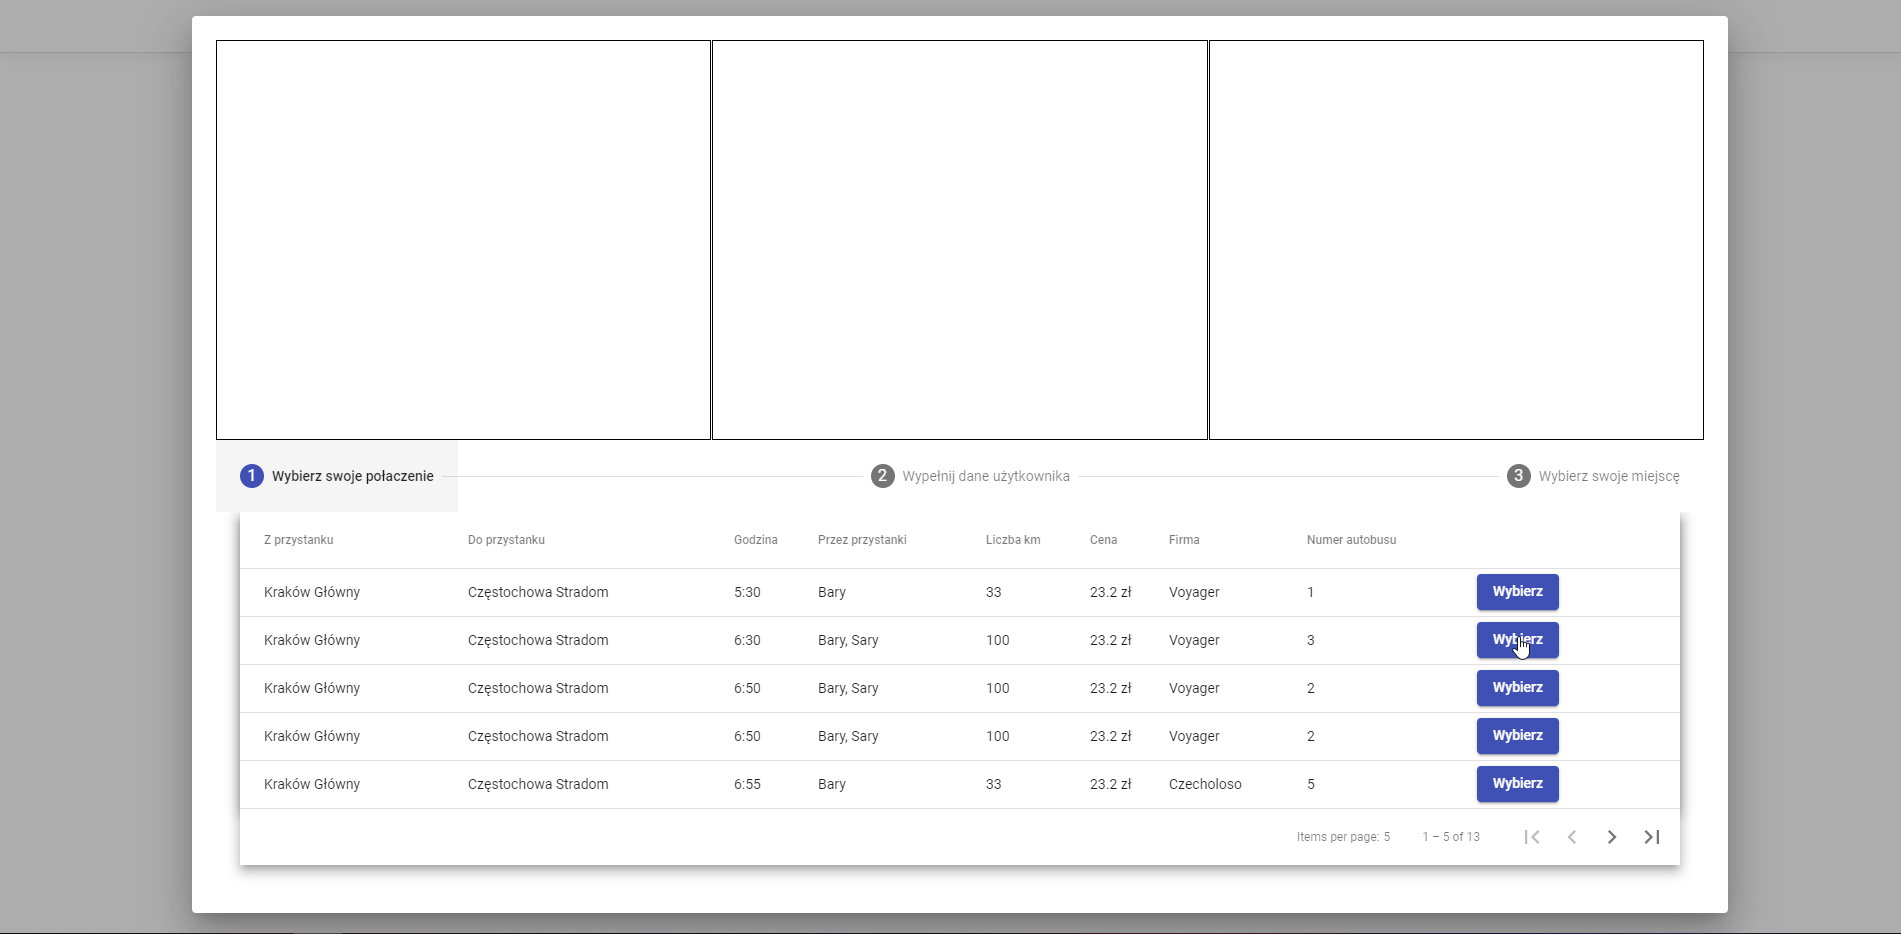 1 Wybierz swoje połaczenie 2 Wypełnij dane użytkownika 3 Wybierz swoje miejscę
Z przystanku Do przystanku Godzina Przez przystanki Liczba km Cena Firma Numer autobusu
Kraków Główny Częstochowa Stradom 5:30 Bary 33 23.2 zł Voyager 1 Wybierz
Kraków Główny Częstochowa Stradom 6:30 Bary, Sary 100 23.2 zł Voyager 3 Wybierz
Kraków Główny Częstochowa Stradom 6:50 Bary, Sary 100 23.2 zł Voyager 2 Wybierz
Kraków Główny Częstochowa Stradom 6:50 Bary, Sary 100 23.2 zł Voyager 2 Wybierz
Kraków Główny Częstochowa Stradom 6:55 Bary 33 23.2 zł Czecholoso 5 Wybierz
Items per page: 5 1 – 5 of 13